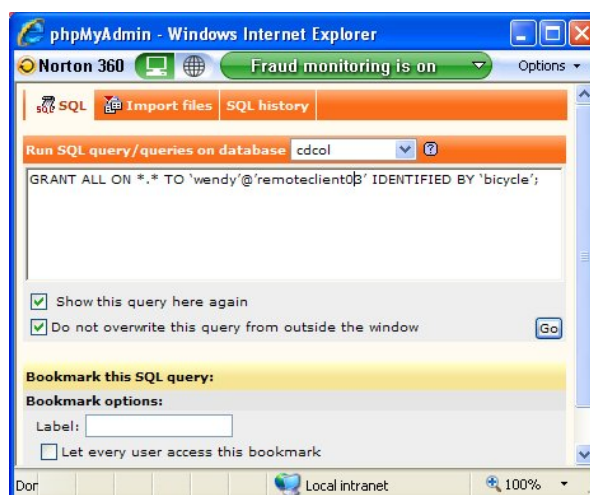 phpMyAdmin - Windows Internet Explorer
Norton 360 Fraud monitoring is on Options
SQL Import files SQL history
Run SQL query/queries on database cdcol
GRANT ALL ON *.* TO ‘wendy’@’remoteclient03’ IDENTIFIED BY ‘bicycle’;
Show this query here again
Do not overwrite this query from outside the window Go
Bookmark this SQL query:
Bookmark options:
Label:
Let every user access this bookmark
Dor Local intranet 100%